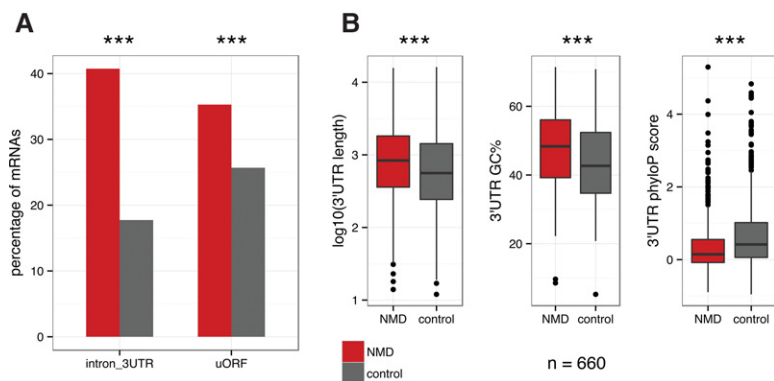 A
B
*** ***
*** *** ***
percentage of mRNAs
40
30
20
10
0
intron_3UTR uORF
log10(3'UTR length)
4
3
2
1
NMD control
3'UTR GC%
60
40
20
NMD control
3'UTR phyloP score
4
2
0
NMD control
NMD
control
n = 660